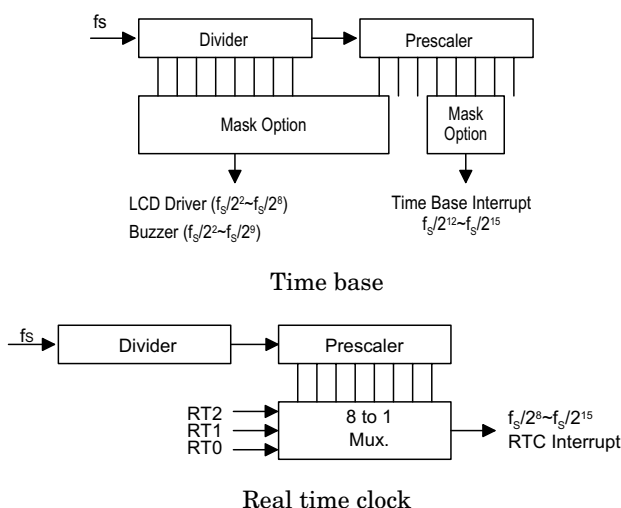 fs
Divider
Prescaler
Mask Option
Mask
Option
LCD Driver (fS/2²~fS/2⁸)
Buzzer (fS/2²~fS/2⁹)
Time Base Interrupt
fS/2¹²~fS/2¹⁵
Time base
fS
Divider
Prescaler
RT2
RT1
RT0
8 to 1
Mux.
fS/2⁸~fS/2¹⁵
RTC Interrupt
Real time clock